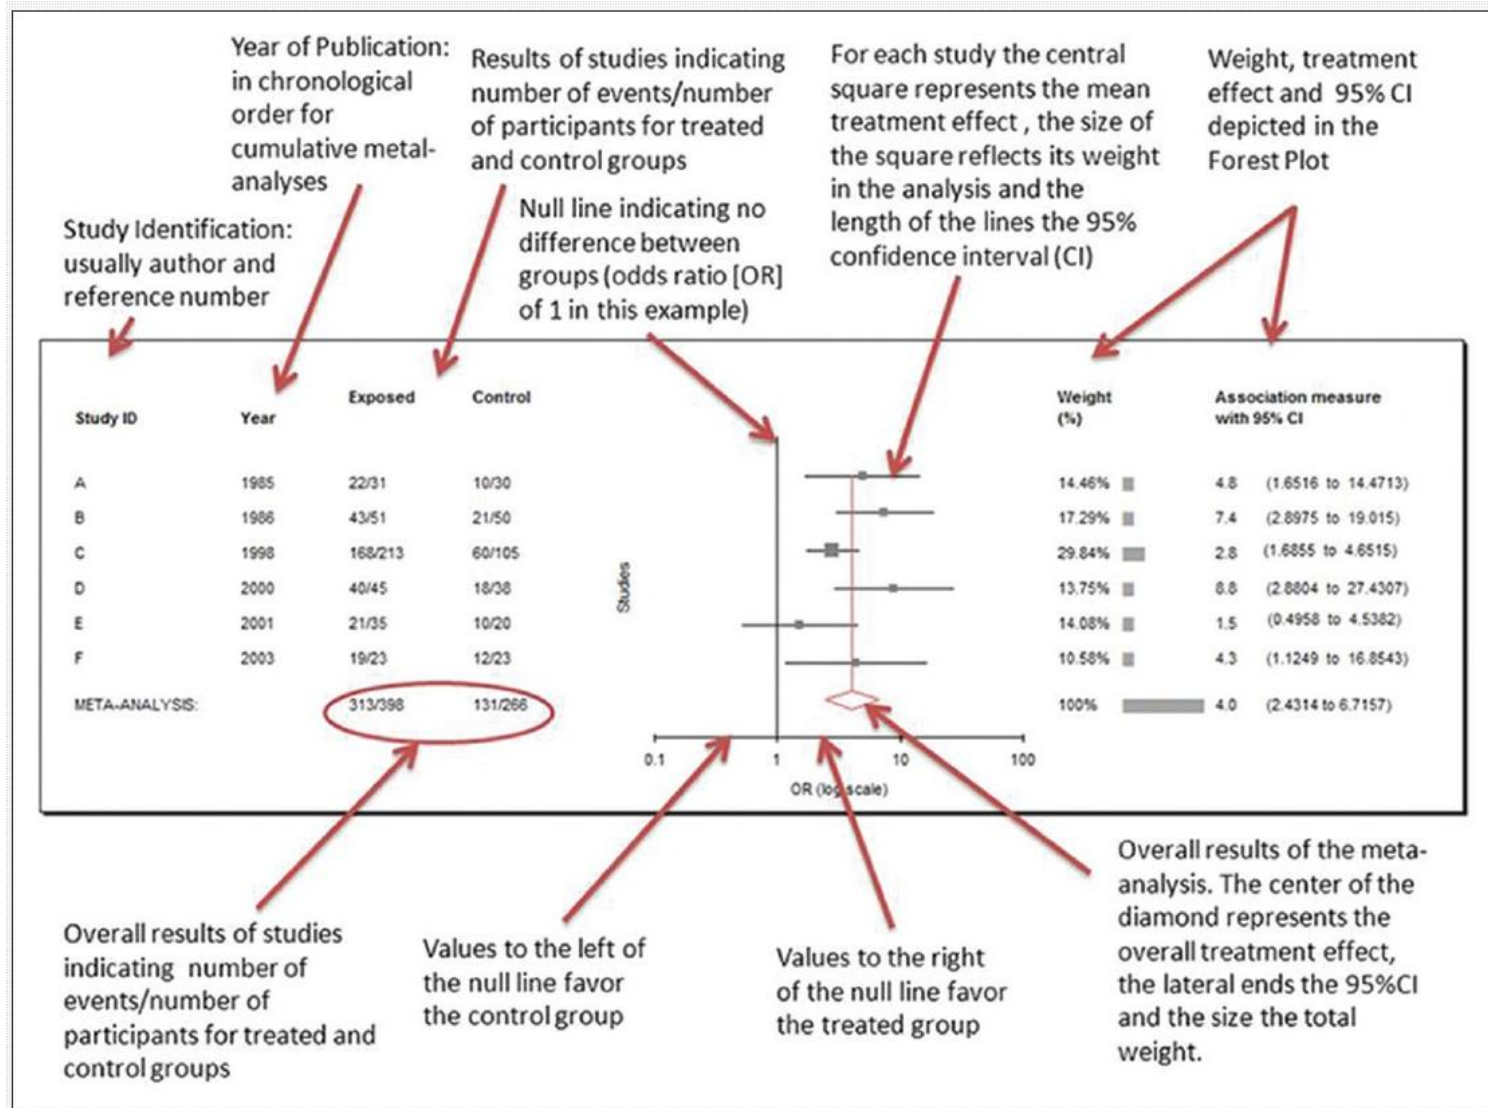 Year of Publication:
in chronological
order for
cumulative metal-
analyses
Results of studies indicating
number of events/number
of participants for treated
and control groups
For each study the central
square represents the mean
treatment effect , the size of
the square reflects its weight
in the analysis and the
length of the lines the 95%
confidence interval (CI)
Weight, treatment
effect and 95% CI
depicted in the
Forest Plot
Study Identification:
usually author and
reference number
Null line indicating no
difference between
groups (odds ratio [OR]
of 1 in this example)
Exposed Control Weight Association measure
Study ID Year (%) with 95% CI
A 1985 22/31 10/30 14.46% 4.8 (1.6516 to 14.4713)
B 1986 43/51 21/50 17.29% 7.4 (2.8975 to 19.015)
C 1998 168/213 60/105 29.84% 2.8 (1.6855 to 4.6515)
D 2000 40/45 18/38 13.75% 8.8 (2.8804 to 27.4307)
E 2001 21/35 10/20 14.08% 1.5 (0.4958 to 4.5382)
F 2003 19/23 12/23 10.58% 4.3 (1.1249 to 16.8543)
META-ANALYSIS: 313/398 131/266 100% 4.0 (2.4314 to 6.7157)
Studies
0.1 1 10 100
OR (log scale)
Overall results of studies
indicating number of
events/number of
participants for treated and
control groups
Values to the left of
the null line favor
the control group
Values to the right
of the null line favor
the treated group
Overall results of the meta-
analysis. The center of the
diamond represents the
overall treatment effect,
the lateral ends the 95%CI
and the size the total
weight.